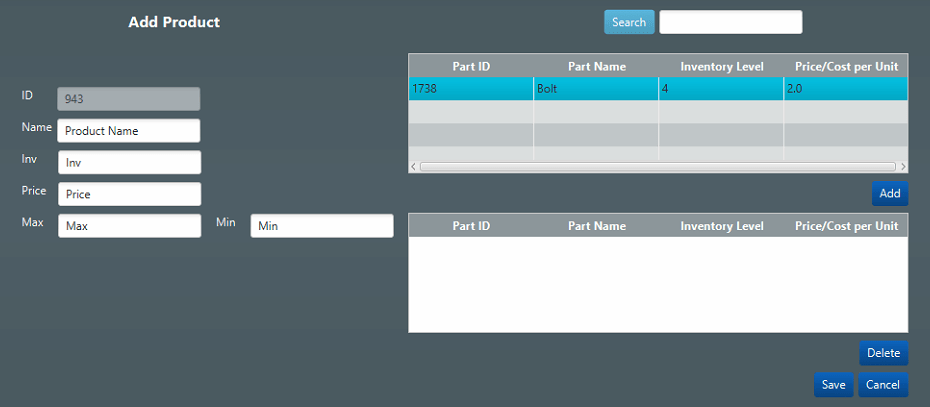 Add Product
Search
Part ID Part Name Inventory Level Price/Cost per Unit
1738 Bolt 4 2.0
ID 943
Name Product Name
Inv Inv
Price Price
Max Max Min Min
Add
Part ID Part Name Inventory Level Price/Cost per Unit
Delete
Save Cancel